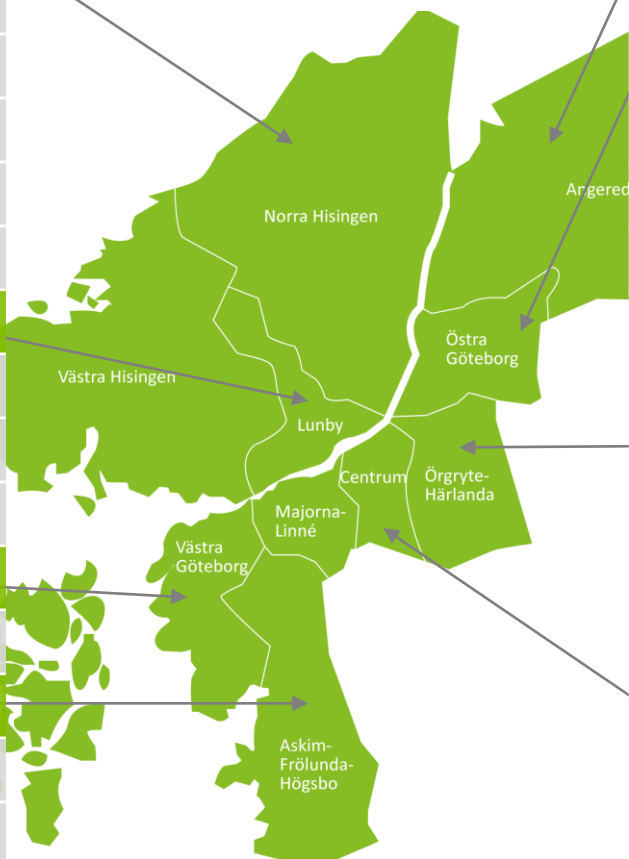 Norra Hisingen
Angered
Östra
Göteborg
Västra Hisingen
Lunby
Centrum
Örgryte-
Härlanda
Majorna-
Linné
Västra
Göteborg
Askim-
Frölunda-
Högsbo